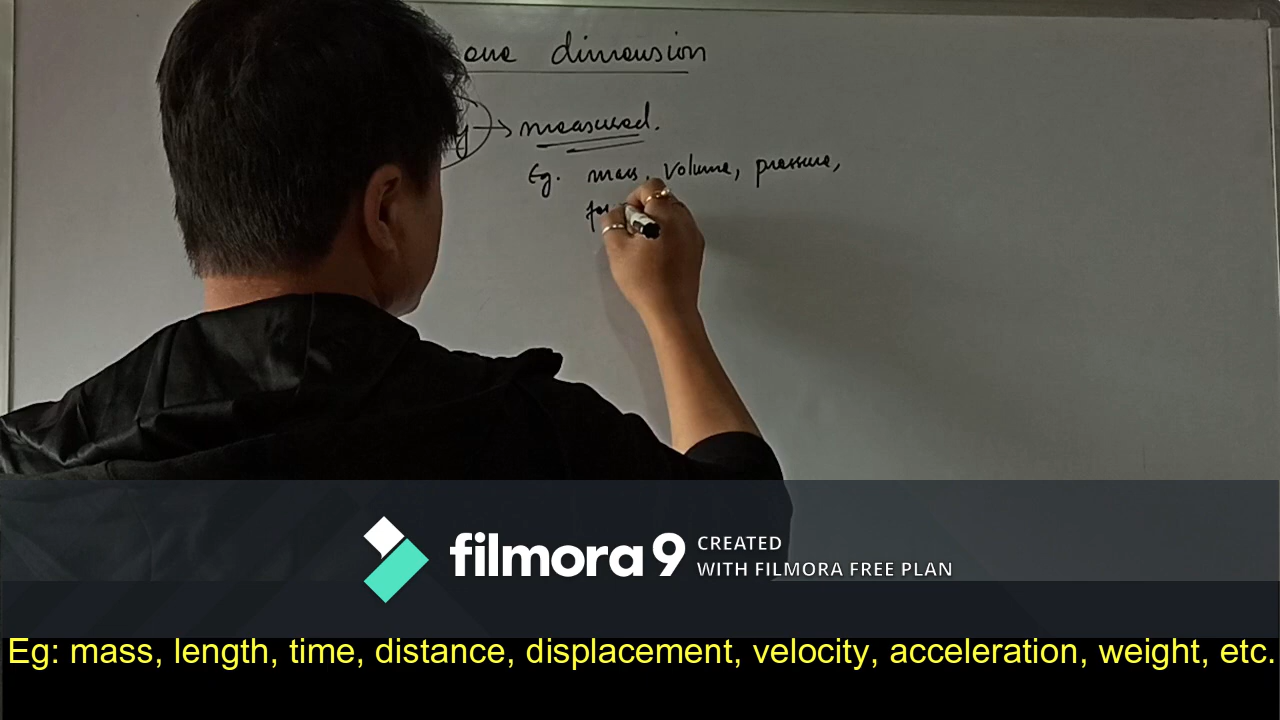 one dimension
→ measured.
Eg. mass, volume, pressure,
filmora 9 CREATED
WITH FILMORA FREE PLAN
Eg: mass, length, time, distance, displacement, velocity, acceleration, weight, etc.